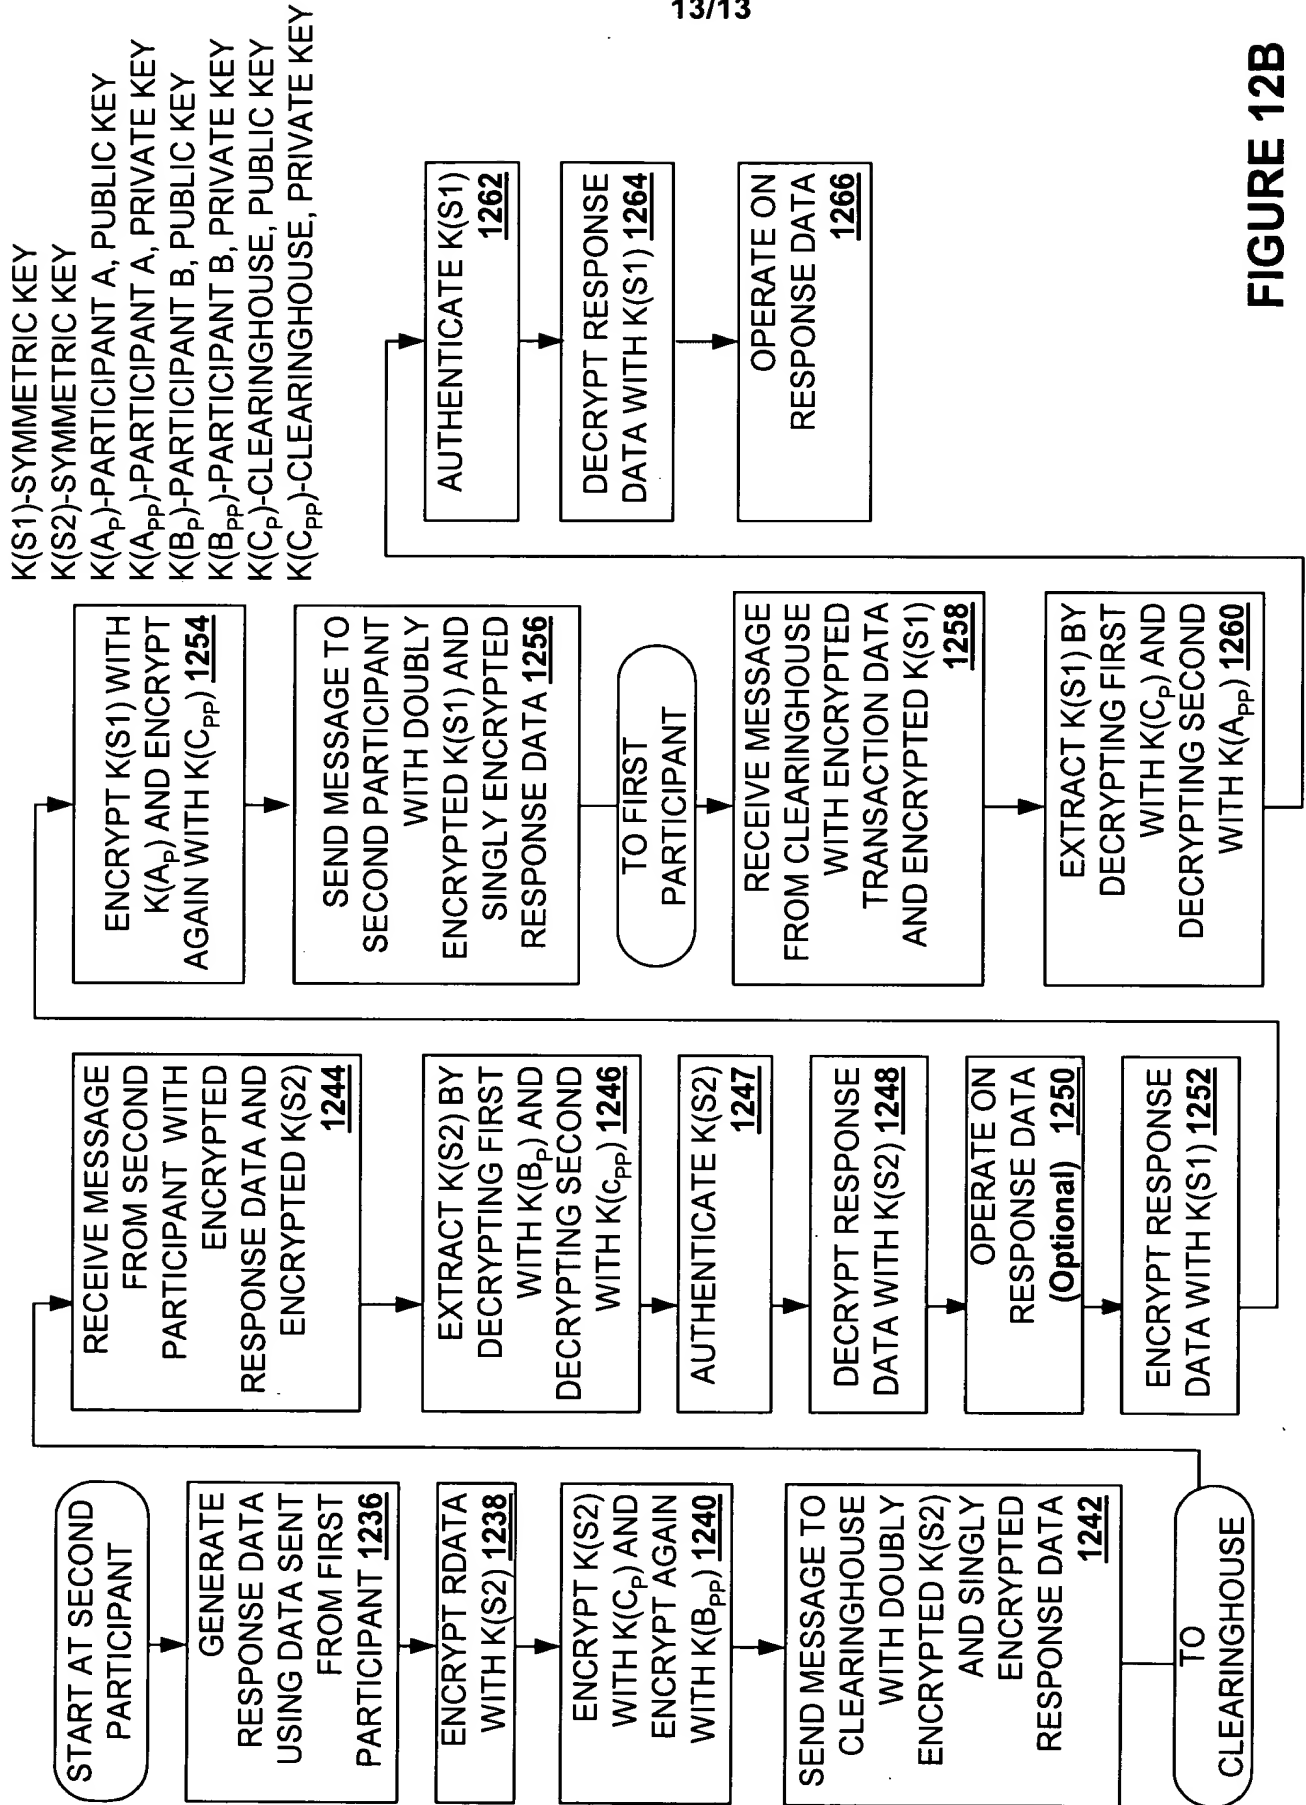 13/13
START AT SECOND
PARTICIPANT
GENERATE
RESPONSE DATA
USING DATA SENT
FROM FIRST
PARTICIPANT 1236
ENCRYPT RDATA
WITH K(S2) 1238
ENCRYPT K(S2)
WITH K(CP) AND
ENCRYPT AGAIN
WITH K(BPP) 1240
SEND MESSAGE TO
CLEARINGHOUSE
WITH DOUBLY
ENCRYPTED K(S2)
AND SINGLY
ENCRYPTED
RESPONSE DATA
1242
TO
CLEARINGHOUSE
RECEIVE MESSAGE
FROM SECOND
PARTICIPANT WITH
ENCRYPTED
RESPONSE DATA AND
ENCRYPTED K(S2)
1244
EXTRACT K(S2) BY
DECRYPTING FIRST
WITH K(BP) AND
DECRYPTING SECOND
WITH K(cPP) 1246
AUTHENTICATE K(S2)
1247
DECRYPT RESPONSE
DATA WITH K(S2) 1248
OPERATE ON
RESPONSE DATA
(Optional) 1250
ENCRYPT RESPONSE
DATA WITH K(S1) 1252
ENCRYPT K(S1) WITH
K(AP) AND ENCRYPT
AGAIN WITH K(CPP) 1254
SEND MESSAGE TO
SECOND PARTICIPANT
WITH DOUBLY
ENCRYPTED K(S1) AND
SINGLY ENCRYPTED
RESPONSE DATA 1256
TO FIRST
PARTICIPANT
RECEIVE MESSAGE
FROM CLEARINGHOUSE
WITH ENCRYPTED
TRANSACTION DATA
AND ENCRYPTED K(S1)
1258
EXTRACT K(S1) BY
DECRYPTING FIRST
WITH K(CP) AND
DECRYPTING SECOND
WITH K(APP) 1260
K(S1)-SYMMETRIC KEY
K(S2)-SYMMETRIC KEY
K(AP)-PARTICIPANT A, PUBLIC KEY
K(APP)-PARTICIPANT A, PRIVATE KEY
K(BP)-PARTICIPANT B, PUBLIC KEY
K(BPP)-PARTICIPANT B, PRIVATE KEY
K(CP)-CLEARINGHOUSE, PUBLIC KEY
K(CPP)-CLEARINGHOUSE, PRIVATE KEY
AUTHENTICATE K(S1)
1262
DECRYPT RESPONSE
DATA WITH K(S1) 1264
OPERATE ON
RESPONSE DATA
1266
FIGURE 12B